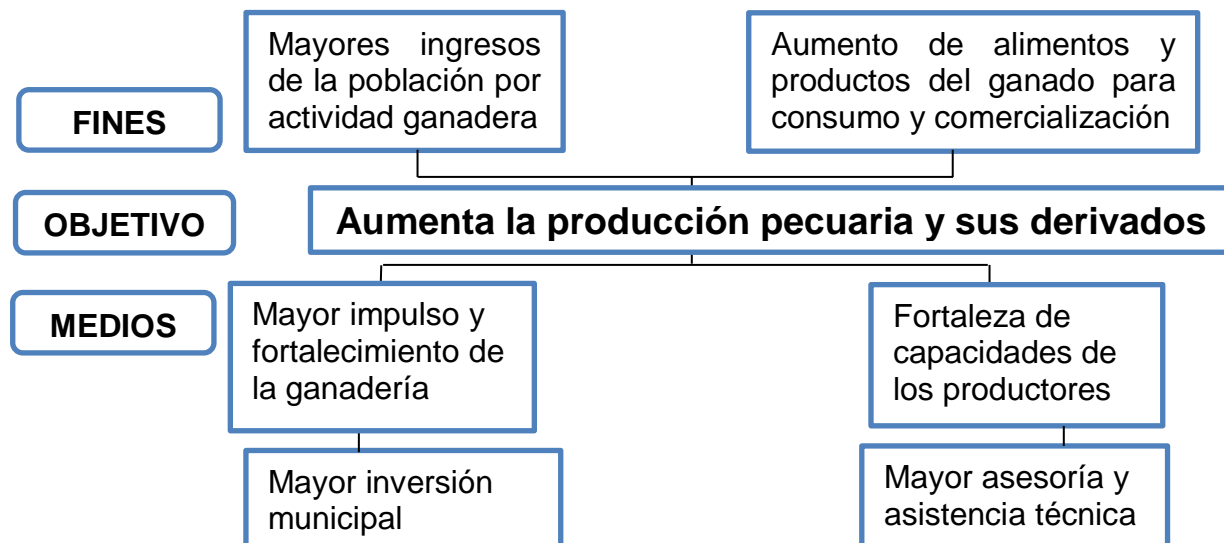 Mayores ingresos
de la población por
actividad ganadera
Aumento de alimentos y
productos del ganado para
consumo y comercialización
FINES
OBJETIVO
Aumenta la producción pecuaria y sus derivados
MEDIOS
Mayor impulso y
fortalecimiento de
la ganadería
Fortaleza de
capacidades de
los productores
Mayor inversión
municipal
Mayor asesoría y
asistencia técnica